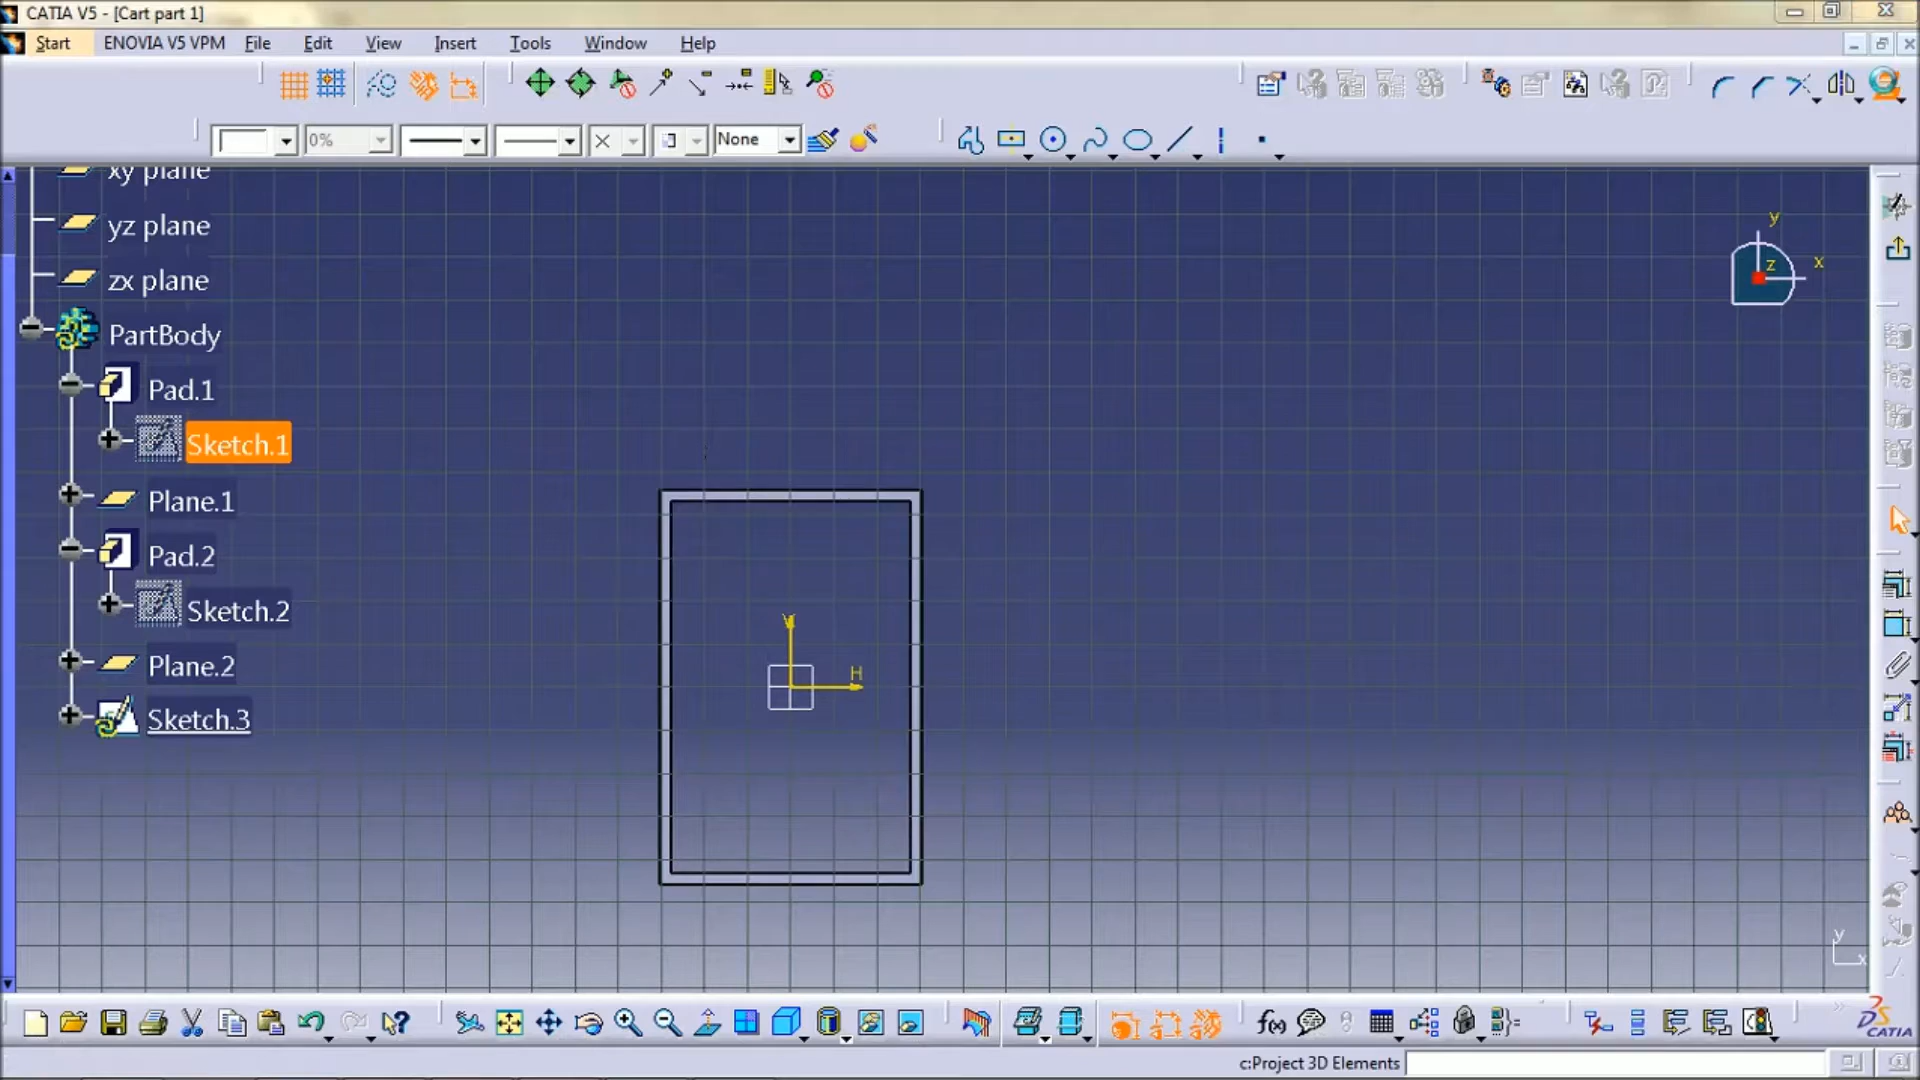 CATIA V5 - [Cart part 1]
Start ENOVIA V5 VPM File Edit View Insert Tools Window Help
0% None
xy plane
yz plane
zx plane
PartBody
Pad.1
Sketch.1
Plane.1
Pad.2
Sketch.2
Plane.2
Sketch.3
y
x
z
V
H
y
x
f(x)
DS
CATIA
c:Project 3D Elements